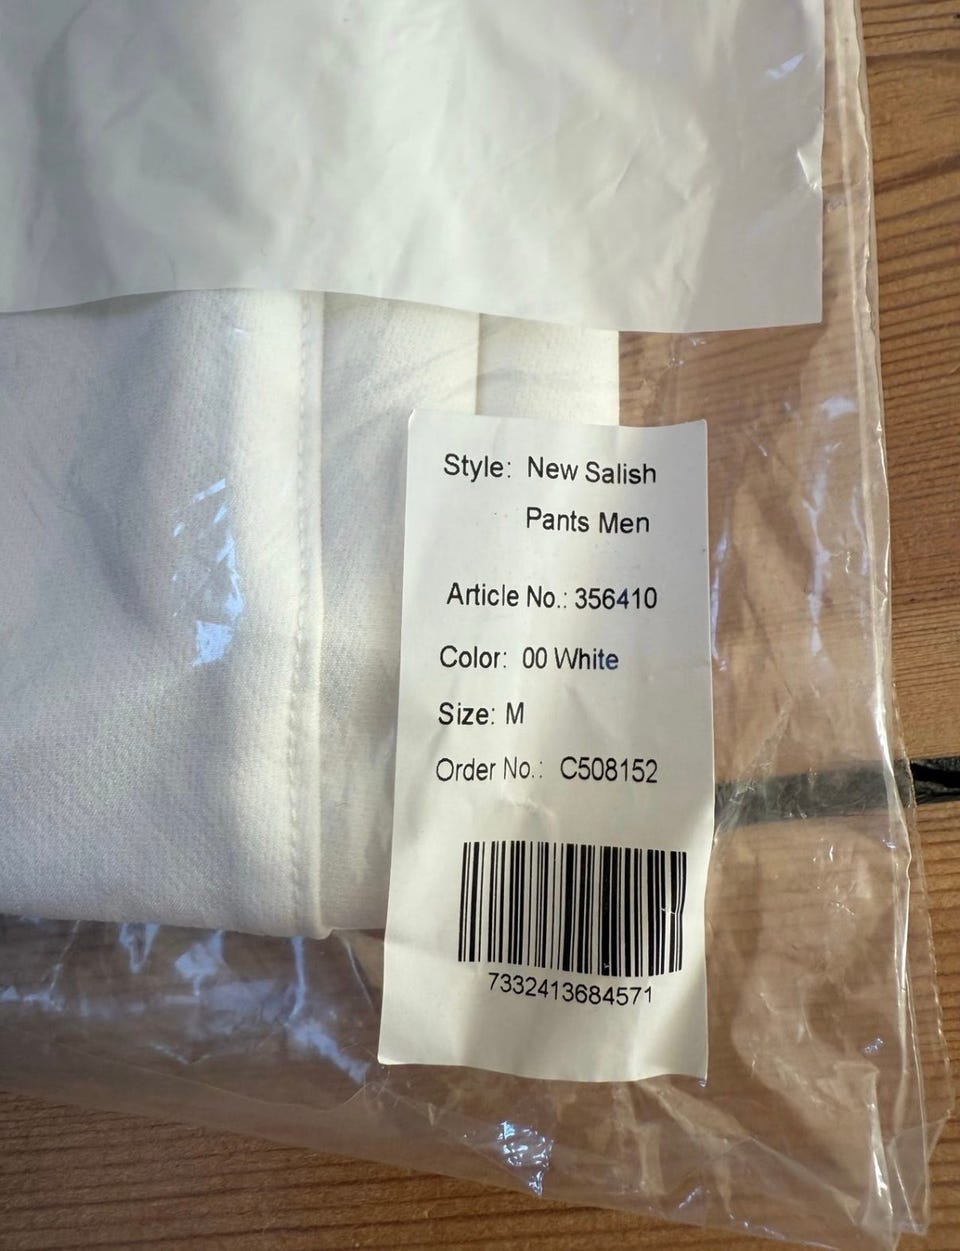 Style: New Salish
Pants Men
Article No.: 356410
Color: 00 White
Size: M
Order No.: C508152
7332413684571